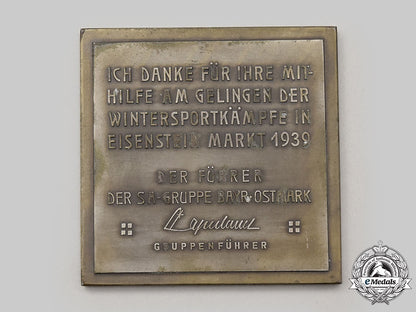 ICH DANKE FÜR IHRE MIT-
HILFE AM GELINGEN DER
WINTERSPORTKÄMPFE IN
EISENSTEIN MARKT 1939
DER FÜHRER
DER SA-GRUPPE BAYR. OSTMARK
GRUPPENFÜHRER
eMedals